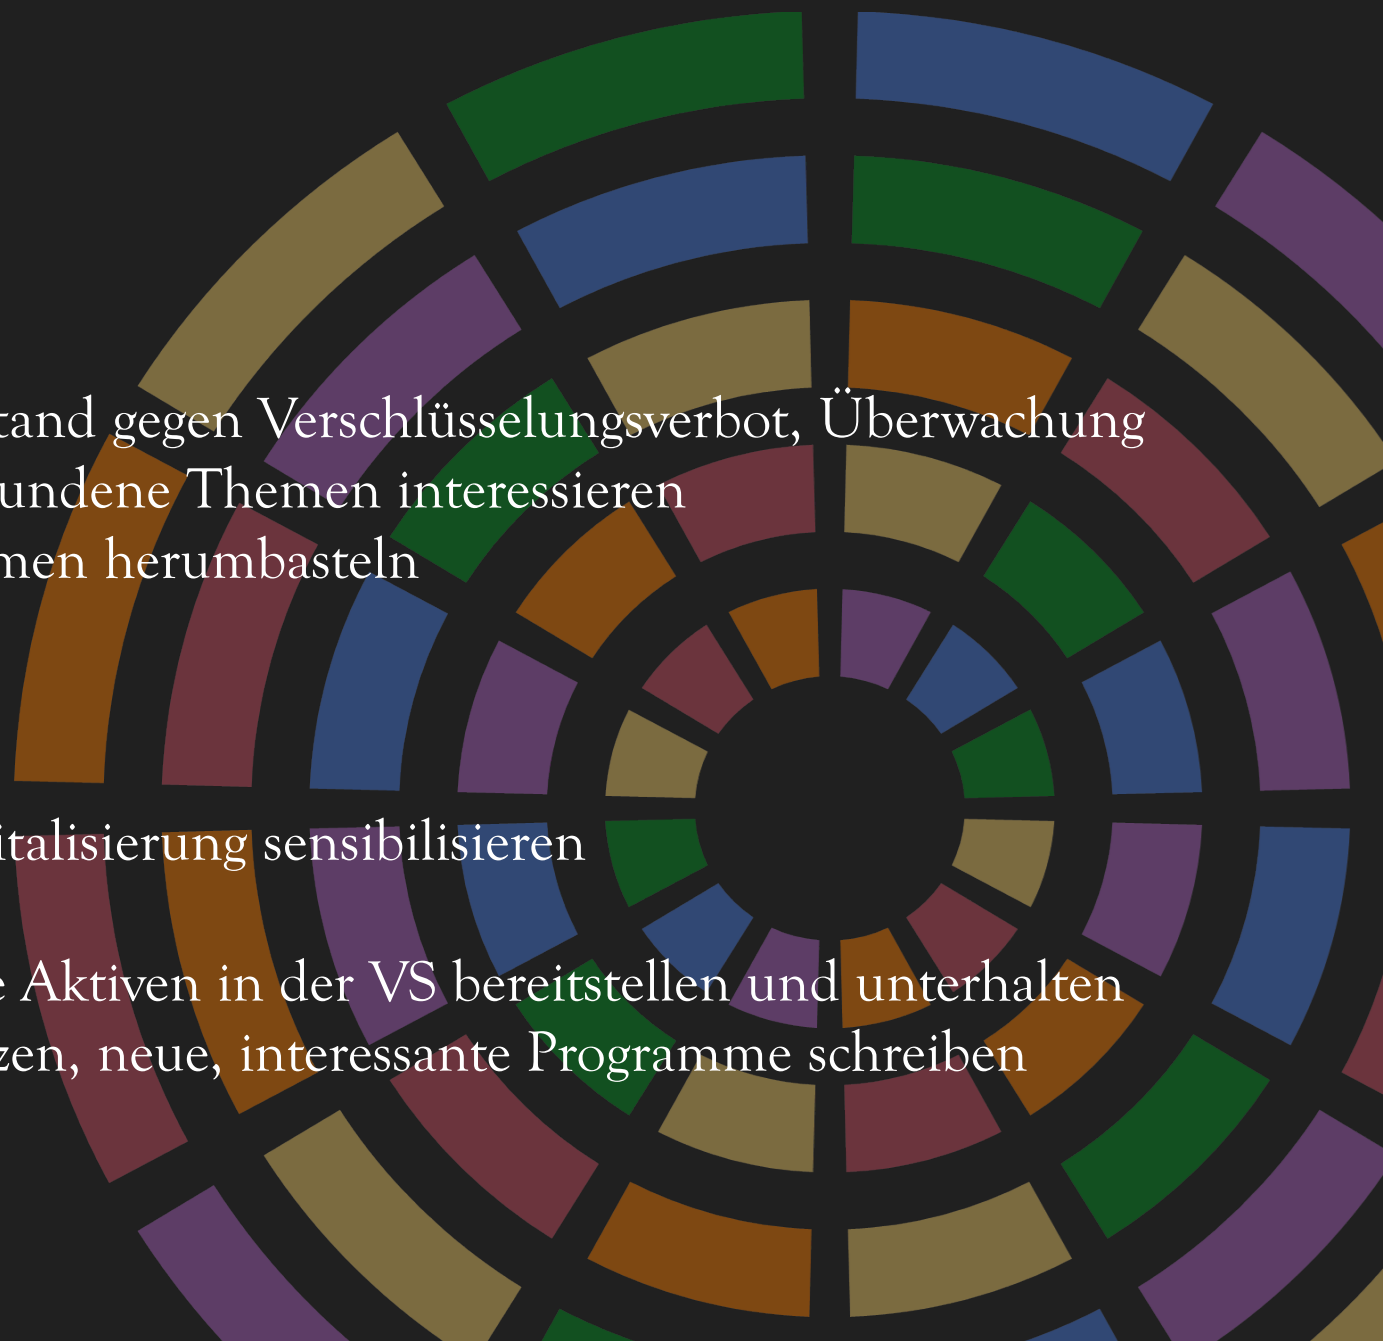 tand gegen Verschlüsselungsverbot, Überwachung
undene Themen interessieren
men herumbasteln
italisierung sensibilisieren
e Aktiven in der VS bereitstellen und unterhalten
zen, neue, interessante Programme schreiben